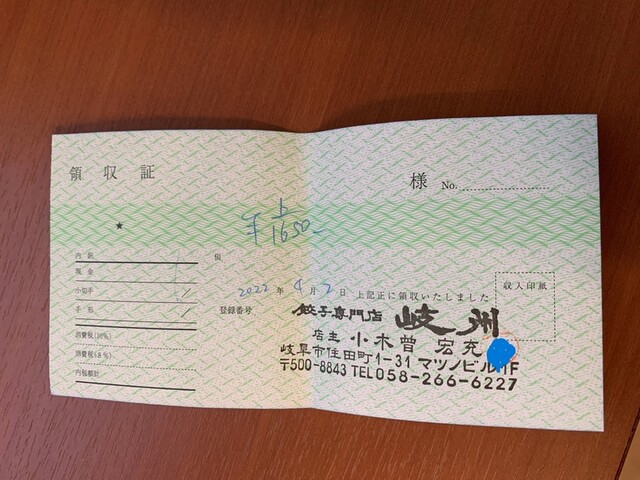 領収証
様 No.
★
¥1650-
内訳
但
現金
小切手
手形
2022年4月2日 上記正に領収いたしました
収入印紙
登録番号
消費税(10%)
消費税(8%)
内税額計
餃子専門店 岐州
店主 小木曽 宏充
岐阜市住田町1-31 マツノビル1F
〒500-8843 TEL058-266-6227